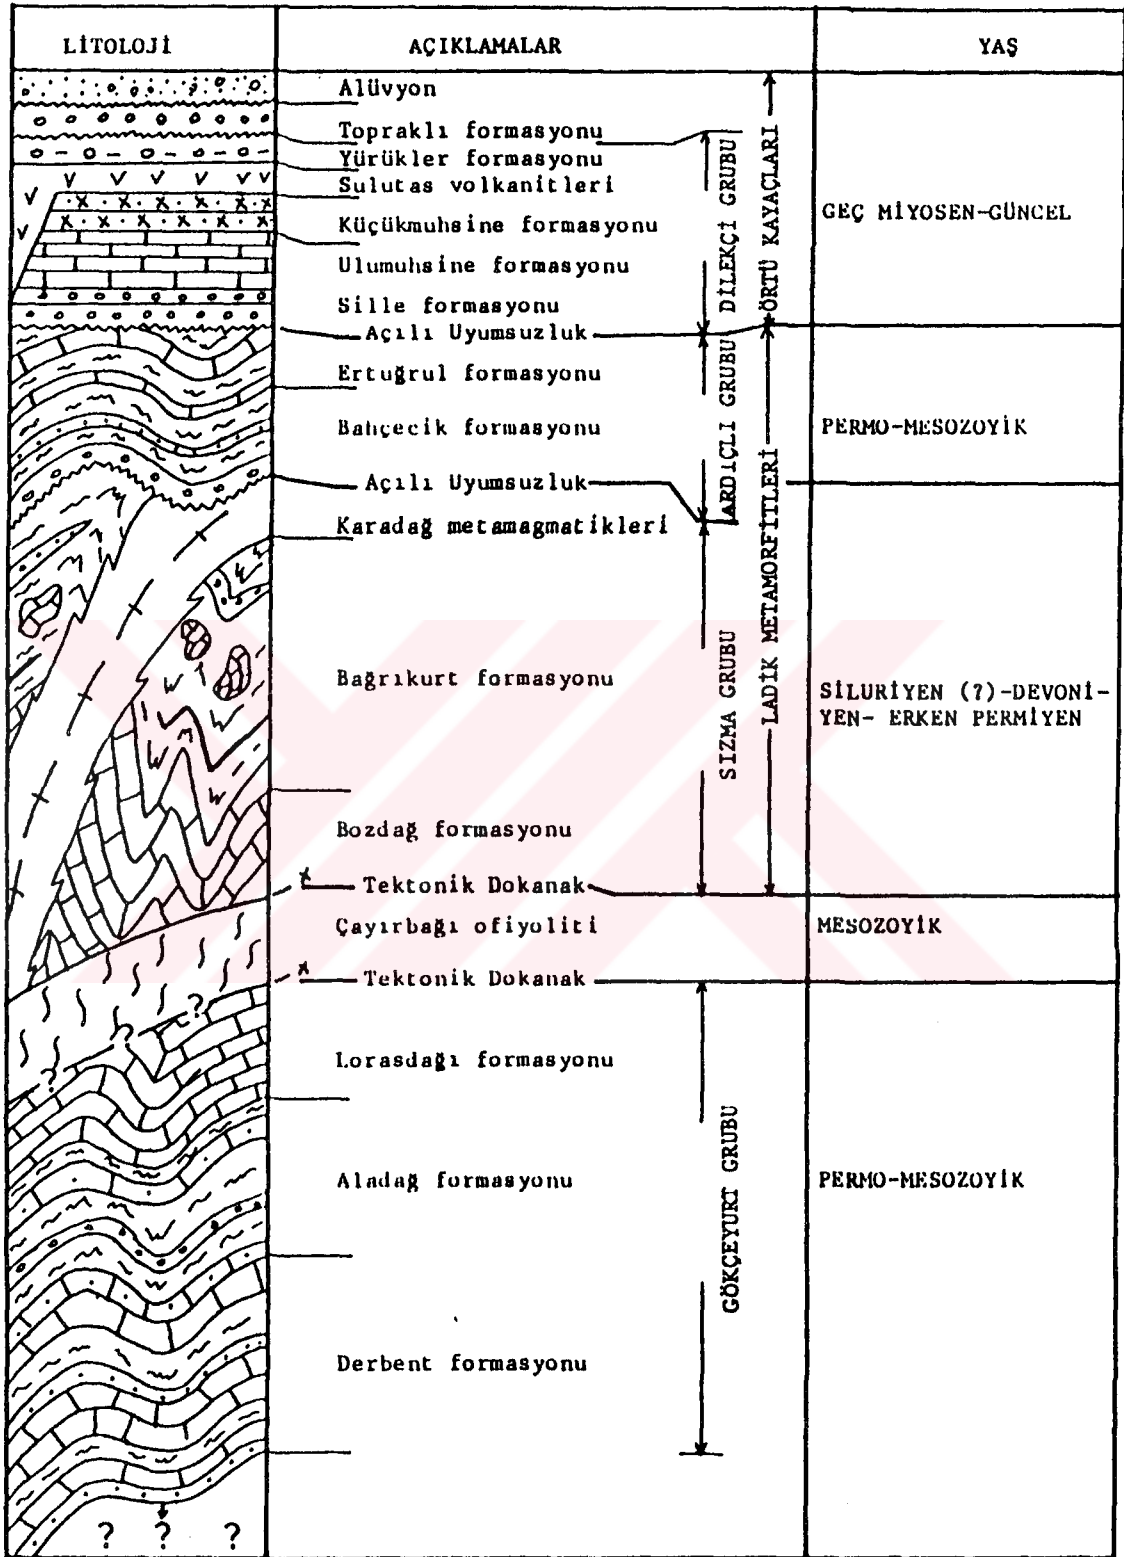 LİTOLOJİ
AÇIKLAMALAR
YAŞ
Alüvyon
Topraklı formasyonu
Yürükler formasyonu
Sulutas volkanitleri
Küçükmuhsine formasyonu
Ulumuhsine formasyonu
Sille formasyonu
Açılı Uyumsuzluk
Ertuğrul formasyonu
Bahçecik formasyonu
Açılı Uyumsuzluk
Karadağ metamagmatikleri
Bağrıkurt formasyonu
Bozdağ formasyonu
Tektonik Dokanak
Çayırbağı ofiyoliti
Tektonik Dokanak
Lorasdağı formasyonu
Aladağ formasyonu
Derbent formasyonu
DİLEKÇİ GRUBU
ARDIÇLI GRUBU
SIZMA GRUBU
GÖKÇEYURT GRUBU
ÖRTÜ KAYAÇLARI
LADİK METAMORFİTLERİ
GEÇ MİYOSEN-GÜNCEL
PERMO-MESOZOYİK
SİLURİYEN (?)-DEVONİ-
YEN- ERKEN PERMİYEN
MESOZOYİK
PERMO-MESOZOYİK
? ? ?
? ? ?